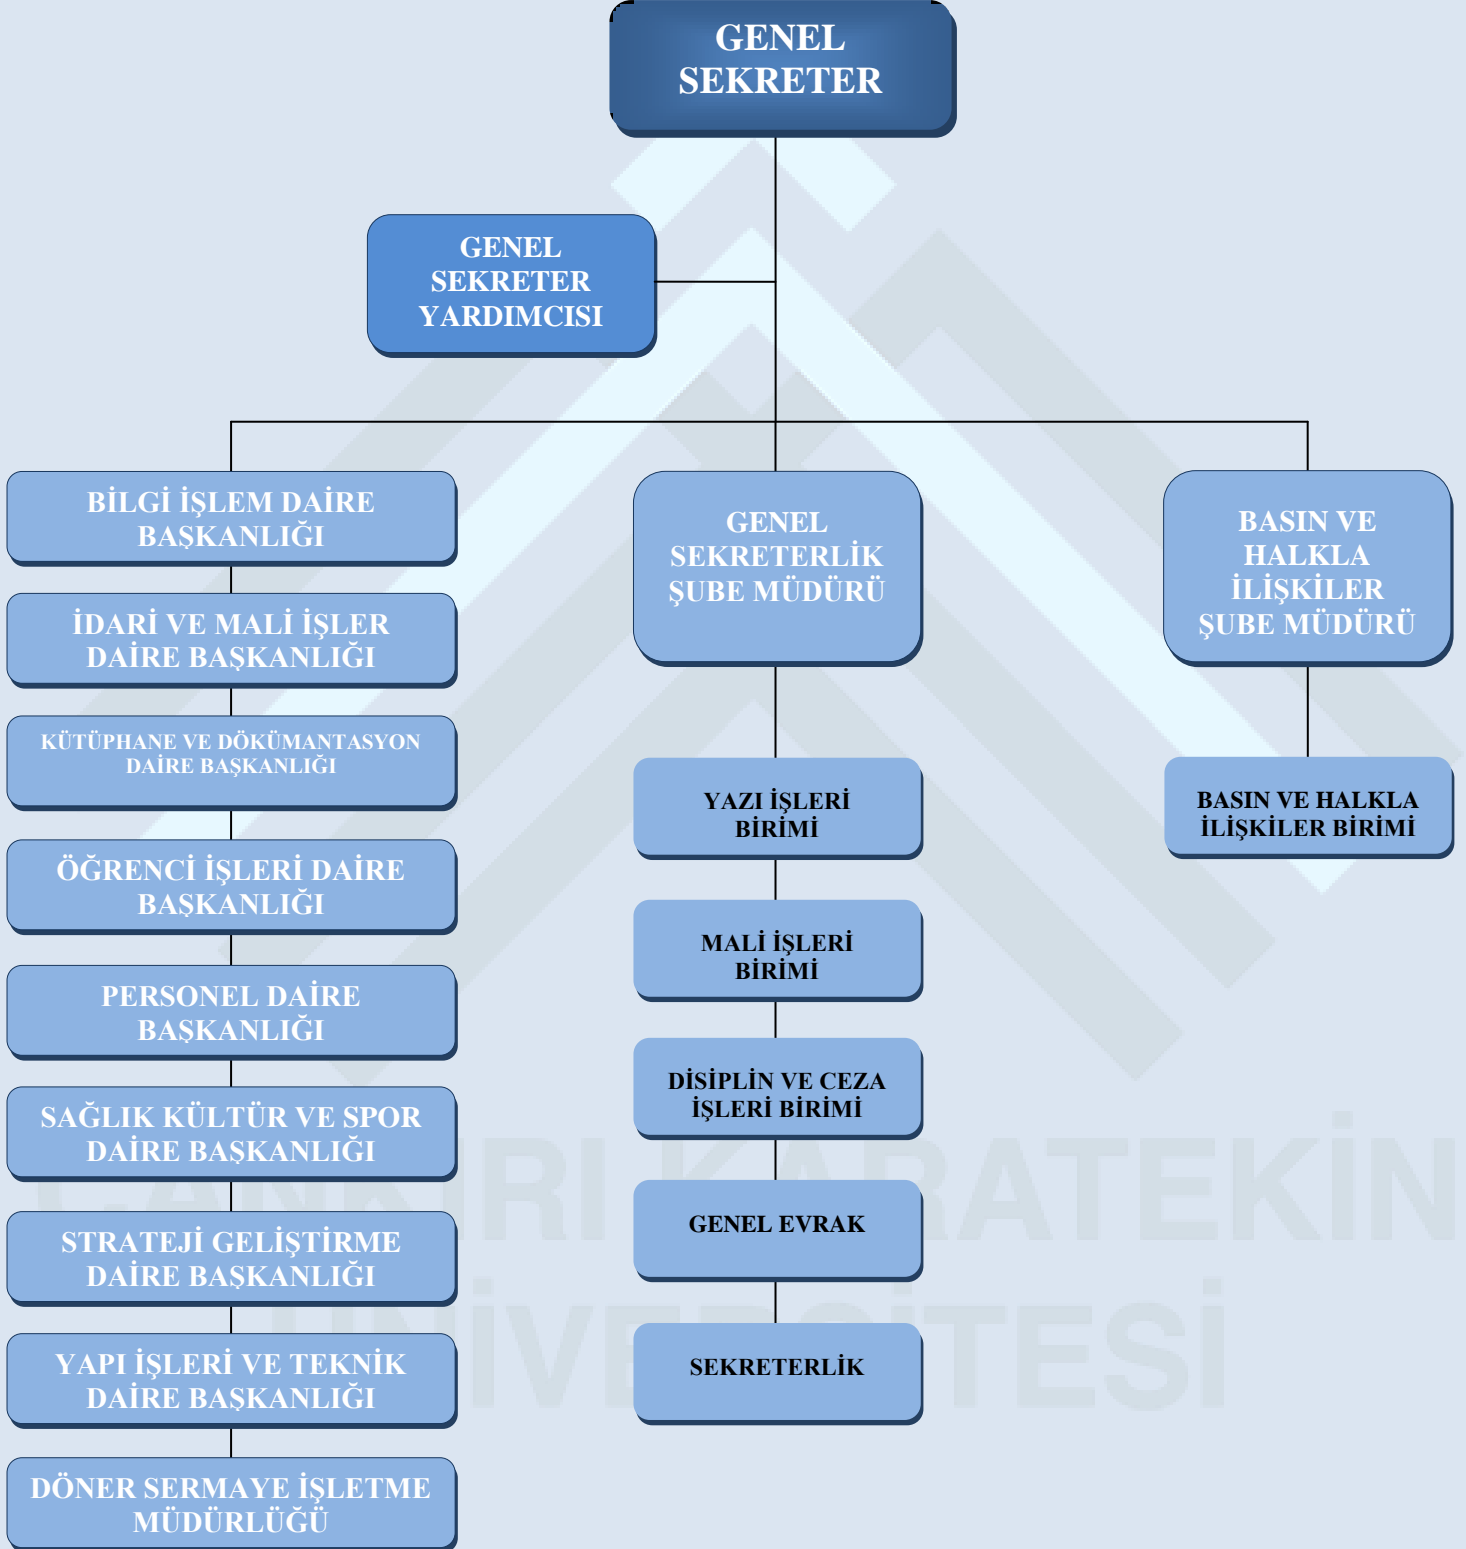 GENEL
SEKRETER
GENEL
SEKRETER
YARDIMCISI
BİLGİ İŞLEM DAİRE
BAŞKANLIĞI
İDARİ VE MALİ İŞLER
DAİRE BAŞKANLIĞI
KÜTÜPHANE VE DÖKÜMANTASYON
DAİRE BAŞKANLIĞI
ÖĞRENCİ İŞLERİ DAİRE
BAŞKANLIĞI
PERSONEL DAİRE
BAŞKANLIĞI
SAĞLIK KÜLTÜR VE SPOR
DAİRE BAŞKANLIĞI
STRATEJİ GELİŞTİRME
DAİRE BAŞKANLIĞI
YAPI İŞLERİ VE TEKNİK
DAİRE BAŞKANLIĞI
DÖNER SERMAYE İŞLETME
MÜDÜRLÜĞÜ
GENEL
SEKRETERLİK
ŞUBE MÜDÜRÜ
YAZI İŞLERİ
BİRİMİ
MALİ İŞLERİ
BİRİMİ
DİSİPLİN VE CEZA
İŞLERİ BİRİMİ
GENEL EVRAK
SEKRETERLİK
BASIN VE
HALKLA
İLİŞKİLER
ŞUBE MÜDÜRÜ
BASIN VE HALKLA
İLİŞKİLER BİRİMİ
ÇANKIRI KARATEKİN
ÜNİVERSİTESİ